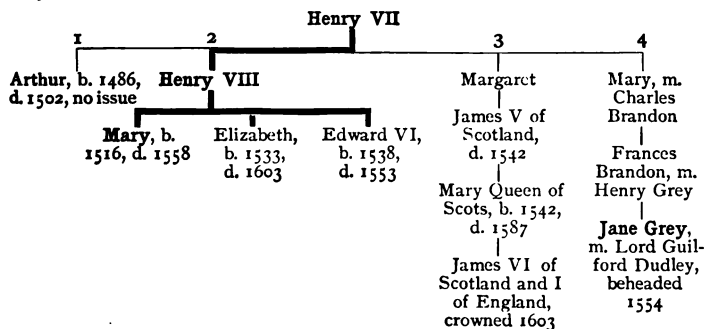 Henry VII
1
2
3
4
Arthur, b. 1486,
d. 1502, no issue
Henry VIII
Mary, b.
1516, d. 1558
Elizabeth,
b. 1533,
d. 1603
Edward VI,
b. 1538,
d. 1553
Margaret
James V of
Scotland,
d. 1542
Mary Queen of
Scots, b. 1542,
d. 1587
James VI of
Scotland and I
of England,
crowned 1603
Mary, m.
Charles
Brandon
Frances
Brandon, m.
Henry Grey
Jane Grey,
m. Lord Guil-
ford Dudley,
beheaded
1554